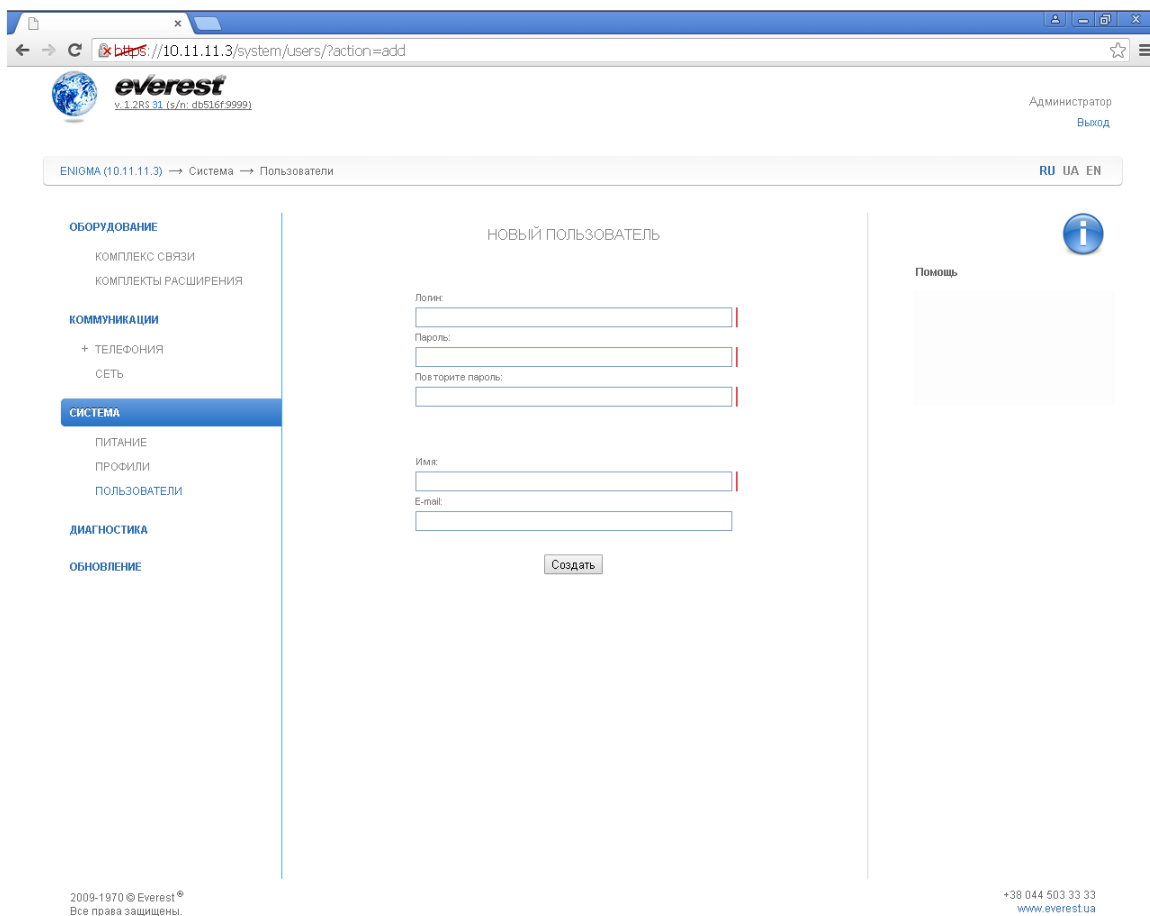 https://10.11.11.3/system/users/?action=add
everest
v. 1.2RS 31 (s/n: db516f:9999)
Администратор
Выход
ENIGMA (10.11.11.3) → Система → Пользователи
RU UA EN
ОБОРУДОВАНИЕ
КОМПЛЕКС СВЯЗИ
КОМПЛЕКТЫ РАСШИРЕНИЯ
КОММУНИКАЦИИ
+ ТЕЛЕФОНИЯ
СЕТЬ
СИСТЕМА
ПИТАНИЕ
ПРОФИЛИ
ПОЛЬЗОВАТЕЛИ
ДИАГНОСТИКА
ОБНОВЛЕНИЕ
НОВЫЙ ПОЛЬЗОВАТЕЛЬ
Логин:
Пароль:
Повторите пароль:
Имя:
E-mail:
Создать
i
Помощь
2009-1970 © Everest ®
Все права защищены.
+38 044 503 33 33
www.everest.ua